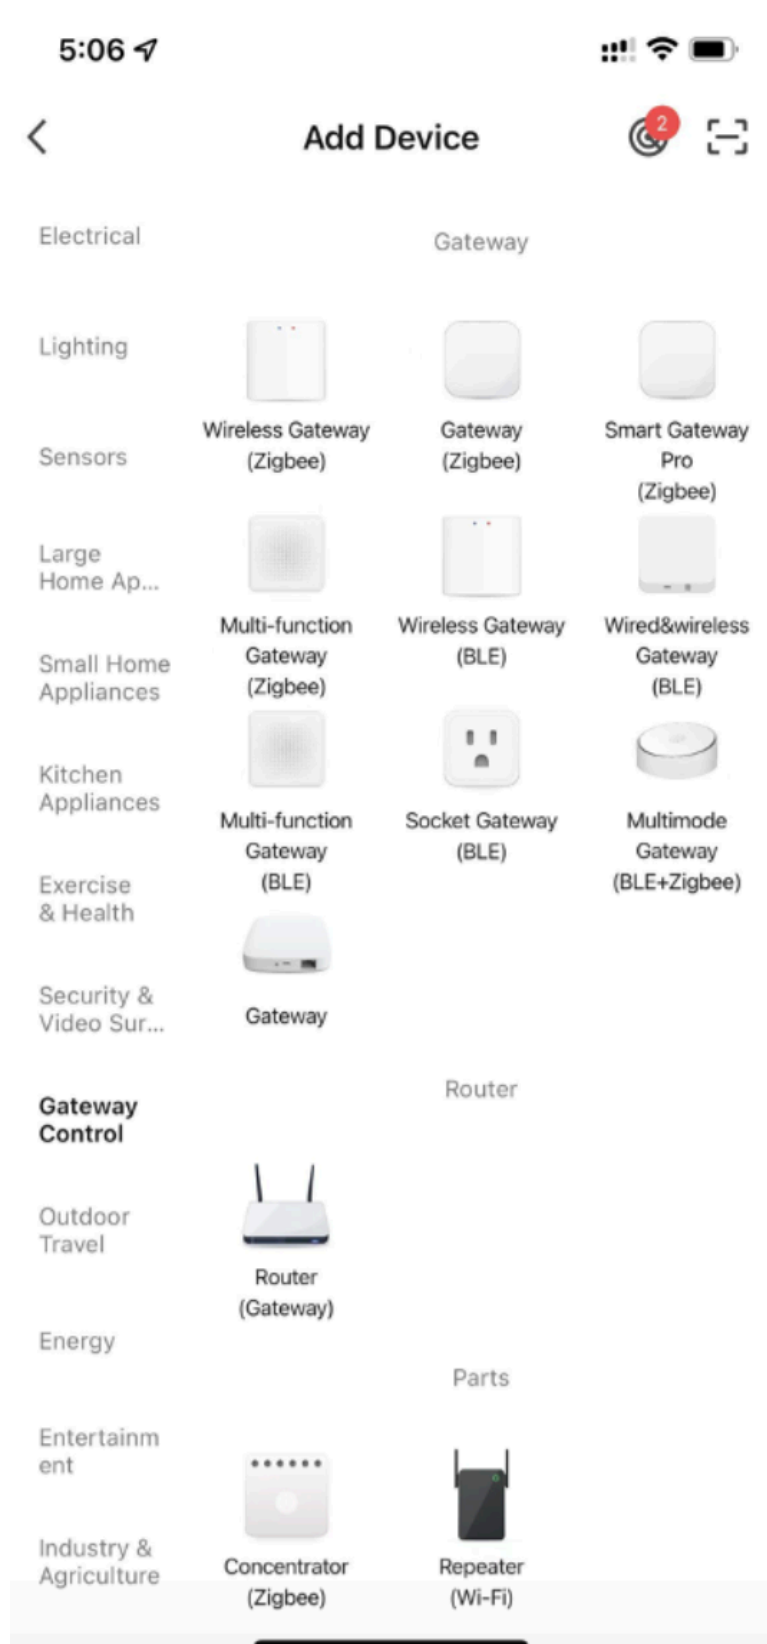 5:06
Add Device
2
Electrical
Lighting
Sensors
Large
Home Ap...
Small Home
Appliances
Kitchen
Appliances
Exercise
& Health
Security &
Video Sur...
Gateway
Control
Outdoor
Travel
Energy
Entertainm
ent
Industry &
Agriculture
Gateway
Wireless Gateway
(Zigbee)
Gateway
(Zigbee)
Smart Gateway
Pro
(Zigbee)
Multi-function
Gateway
(Zigbee)
Wireless Gateway
(BLE)
Wired&wireless
Gateway
(BLE)
Multi-function
Gateway
(BLE)
Socket Gateway
(BLE)
Multimode
Gateway
(BLE+Zigbee)
Gateway
Router
Router
(Gateway)
Parts
Concentrator
(Zigbee)
Repeater
(Wi-Fi)